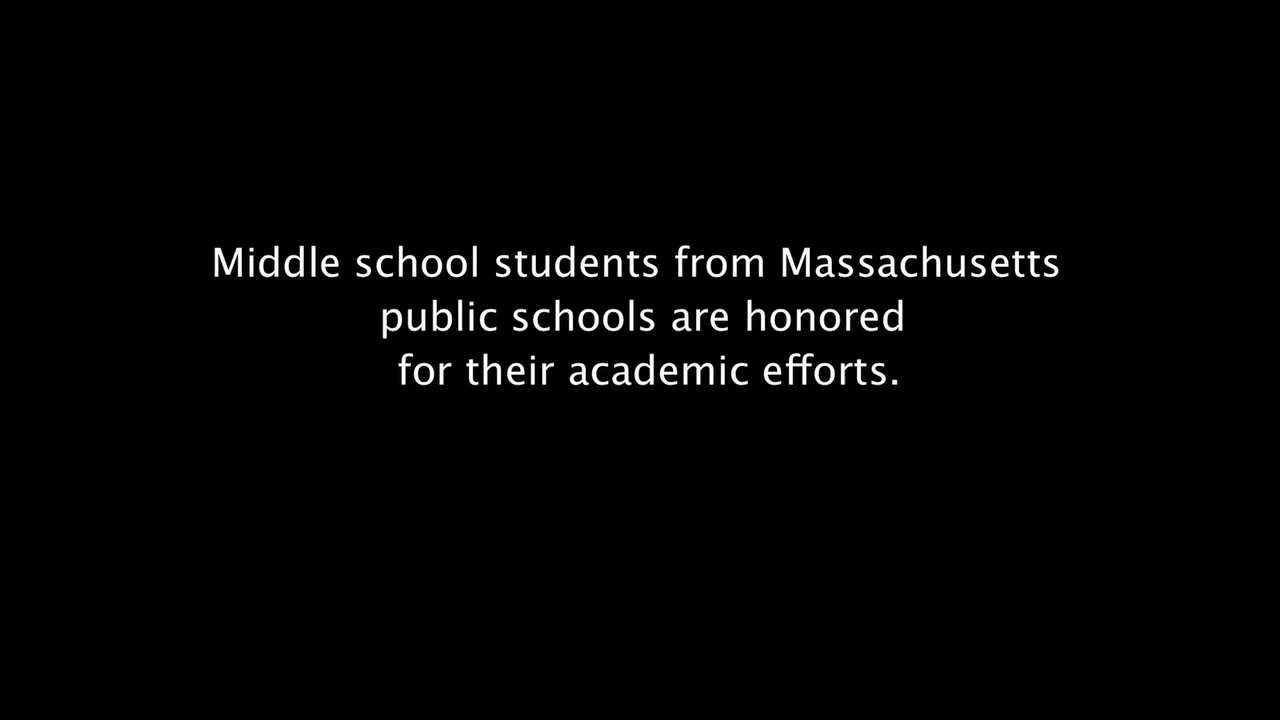 Middle school students from Massachusetts
public schools are honored
for their academic efforts.